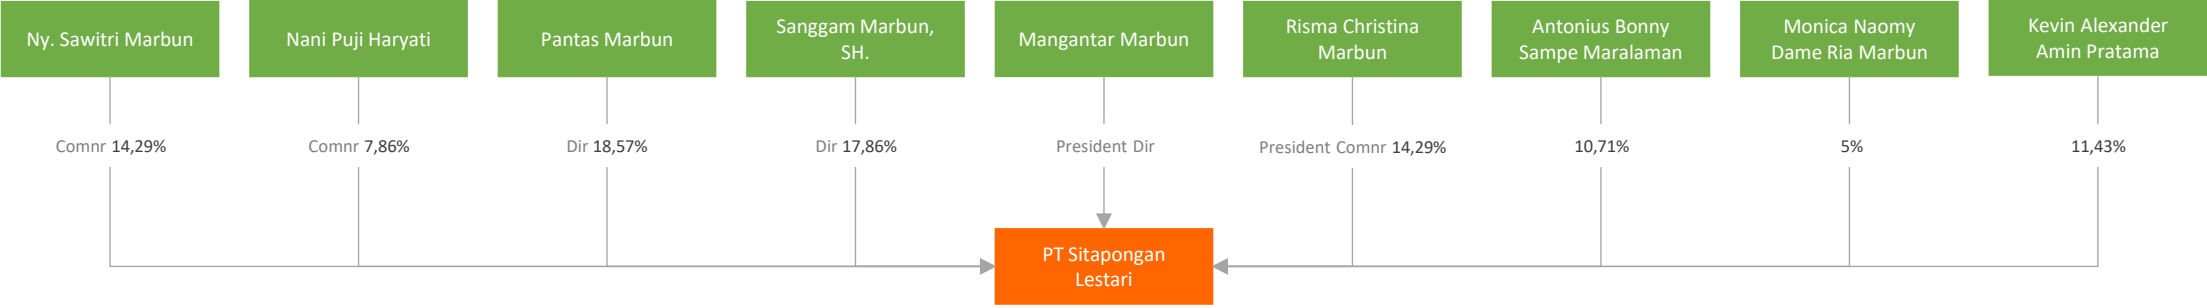 Ny. Sawitri Marbun
Nani Puji Haryati
Pantas Marbun
Sanggam Marbun,
SH.
Mangantar Marbun
Risma Christina
Marbun
Antonius Bonny
Sampe Maralaman
Monica Naomy
Dame Ria Marbun
Kevin Alexander
Amin Pratama
Comnr 14,29%
Comnr 7,86%
Dir 18,57%
Dir 17,86%
President Dir
President Comnr 14,29%
10,71%
5%
11,43%
PT Sitapongan
Lestari